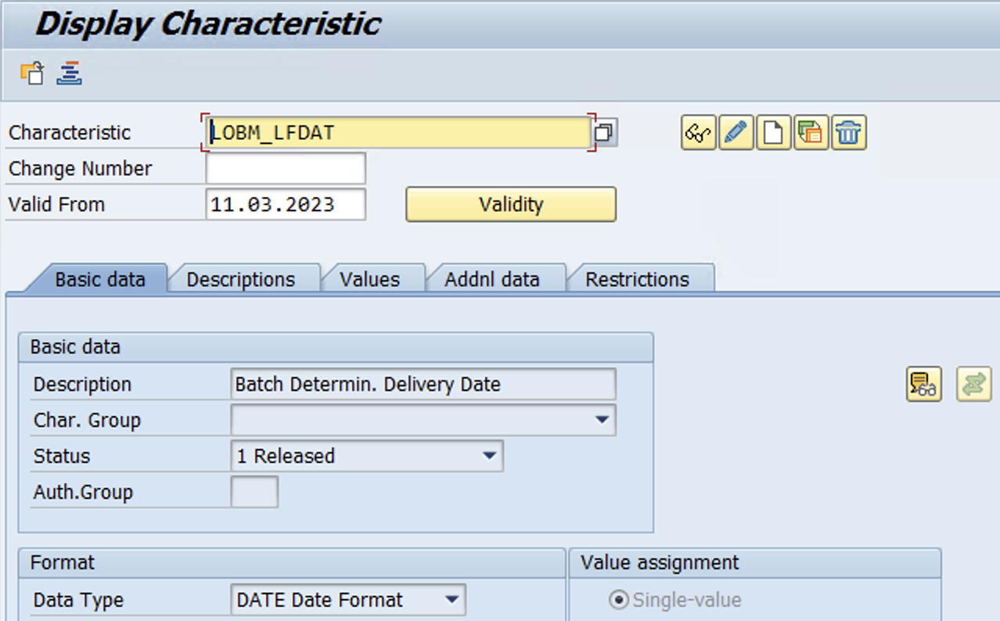 Display Characteristic
Characteristic LOBM_LFDAT
Change Number
Valid From 11.03.2023 Validity
Basic data Descriptions Values Addnl data Restrictions
Basic data
Description Batch Determin. Delivery Date
Char. Group
Status 1 Released
Auth.Group
Format Value assignment
Data Type DATE Date Format Single-value